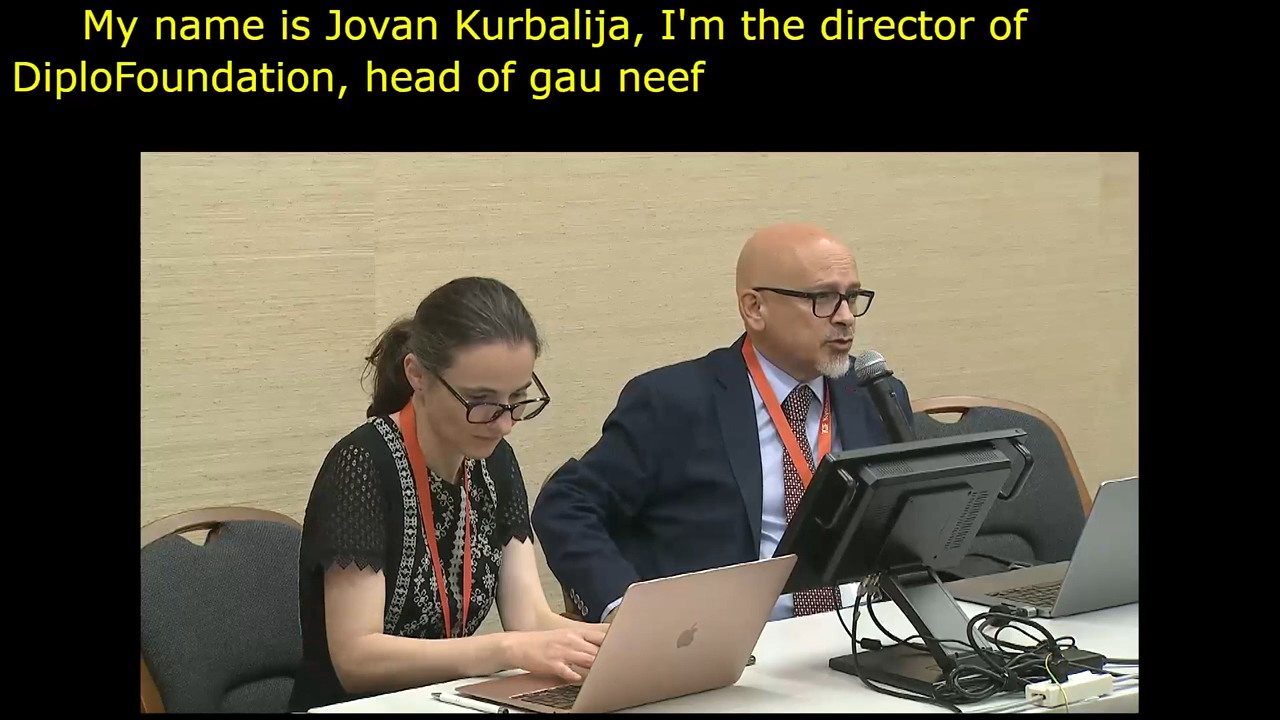 My name is Jovan Kurbalija, I'm the director of
DiploFoundation, head of gau neef